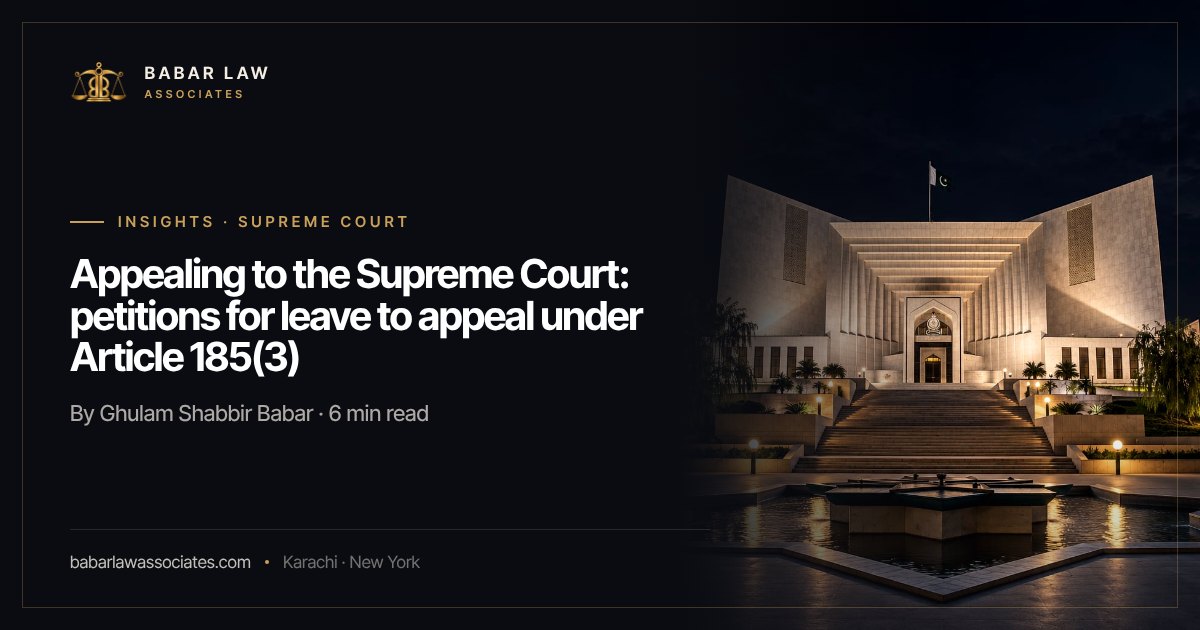 BABAR LAW
ASSOCIATES
INSIGHTS · SUPREME COURT
Appealing to the Supreme Court:
petitions for leave to appeal under
Article 185(3)
By Ghulam Shabbir Babar · 6 min read
babarlawassociates.com • Karachi · New York